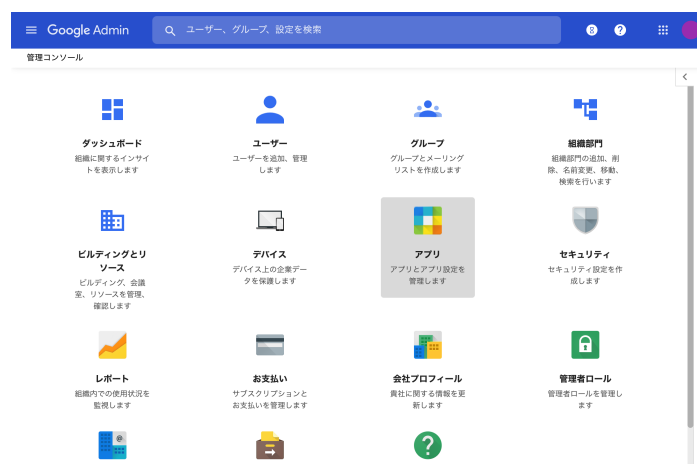 Google Admin
ユーザー、グループ、設定を検索
管理コンソール
ダッシュボード
組織に関するインサイ
トを表示します
ユーザー
ユーザーを追加、管理
します
グループ
グループとメーリング
リストを作成します
組織部門
組織部門の追加、削
除、名前変更、移動、
検索を行います
ビルディングとリ
ソース
ビルディング、会議
室、リソースを管理、
確認します
デバイス
デバイス上の企業デー
タを保護します
アプリ
アプリとアプリ設定を
管理します
セキュリティ
セキュリティ設定を作
成します
レポート
組織内での使用状況を
監視します
お支払い
サブスクリプションと
お支払いを管理します
会社プロフィール
貴社に関する情報を更
新します
管理者ロール
管理者ロールを管理し
ます